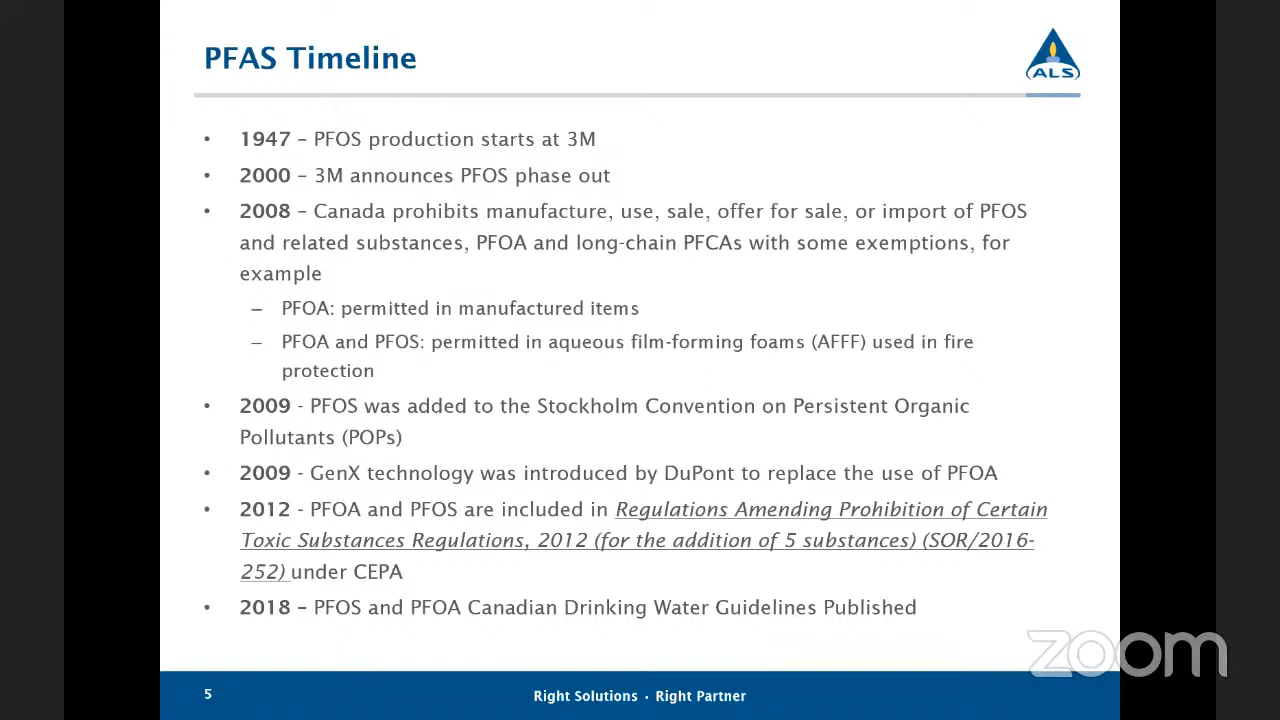 PFAS Timeline
ALS
• 1947 – PFOS production starts at 3M
• 2000 – 3M announces PFOS phase out
• 2008 – Canada prohibits manufacture, use, sale, offer for sale, or import of PFOS
and related substances, PFOA and long-chain PFCAs with some exemptions, for
example
– PFOA: permitted in manufactured items
– PFOA and PFOS: permitted in aqueous film-forming foams (AFFF) used in fire
protection
• 2009 - PFOS was added to the Stockholm Convention on Persistent Organic
Pollutants (POPs)
• 2009 - GenX technology was introduced by DuPont to replace the use of PFOA
• 2012 - PFOA and PFOS are included in Regulations Amending Prohibition of Certain
Toxic Substances Regulations, 2012 (for the addition of 5 substances) (SOR/2016-
252) under CEPA
• 2018 – PFOS and PFOA Canadian Drinking Water Guidelines Published
zoom
5
Right Solutions · Right Partner